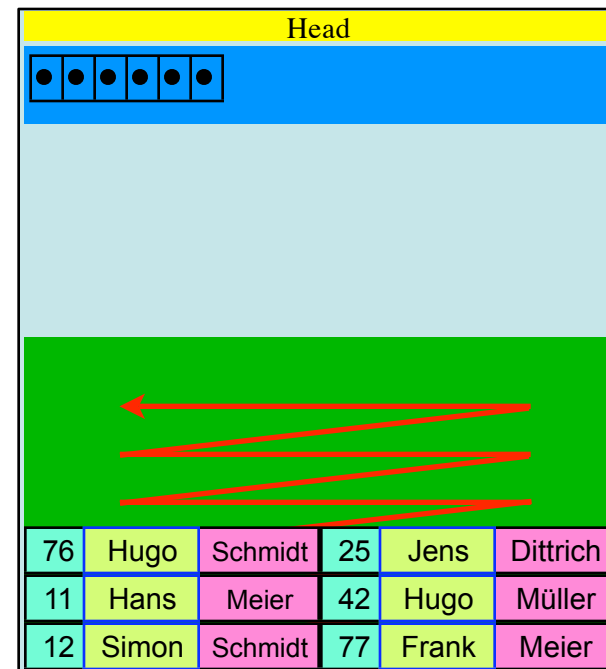 Head
76 Hugo Schmidt 25 Jens Dittrich
11 Hans Meier 42 Hugo Müller
12 Simon Schmidt 77 Frank Meier